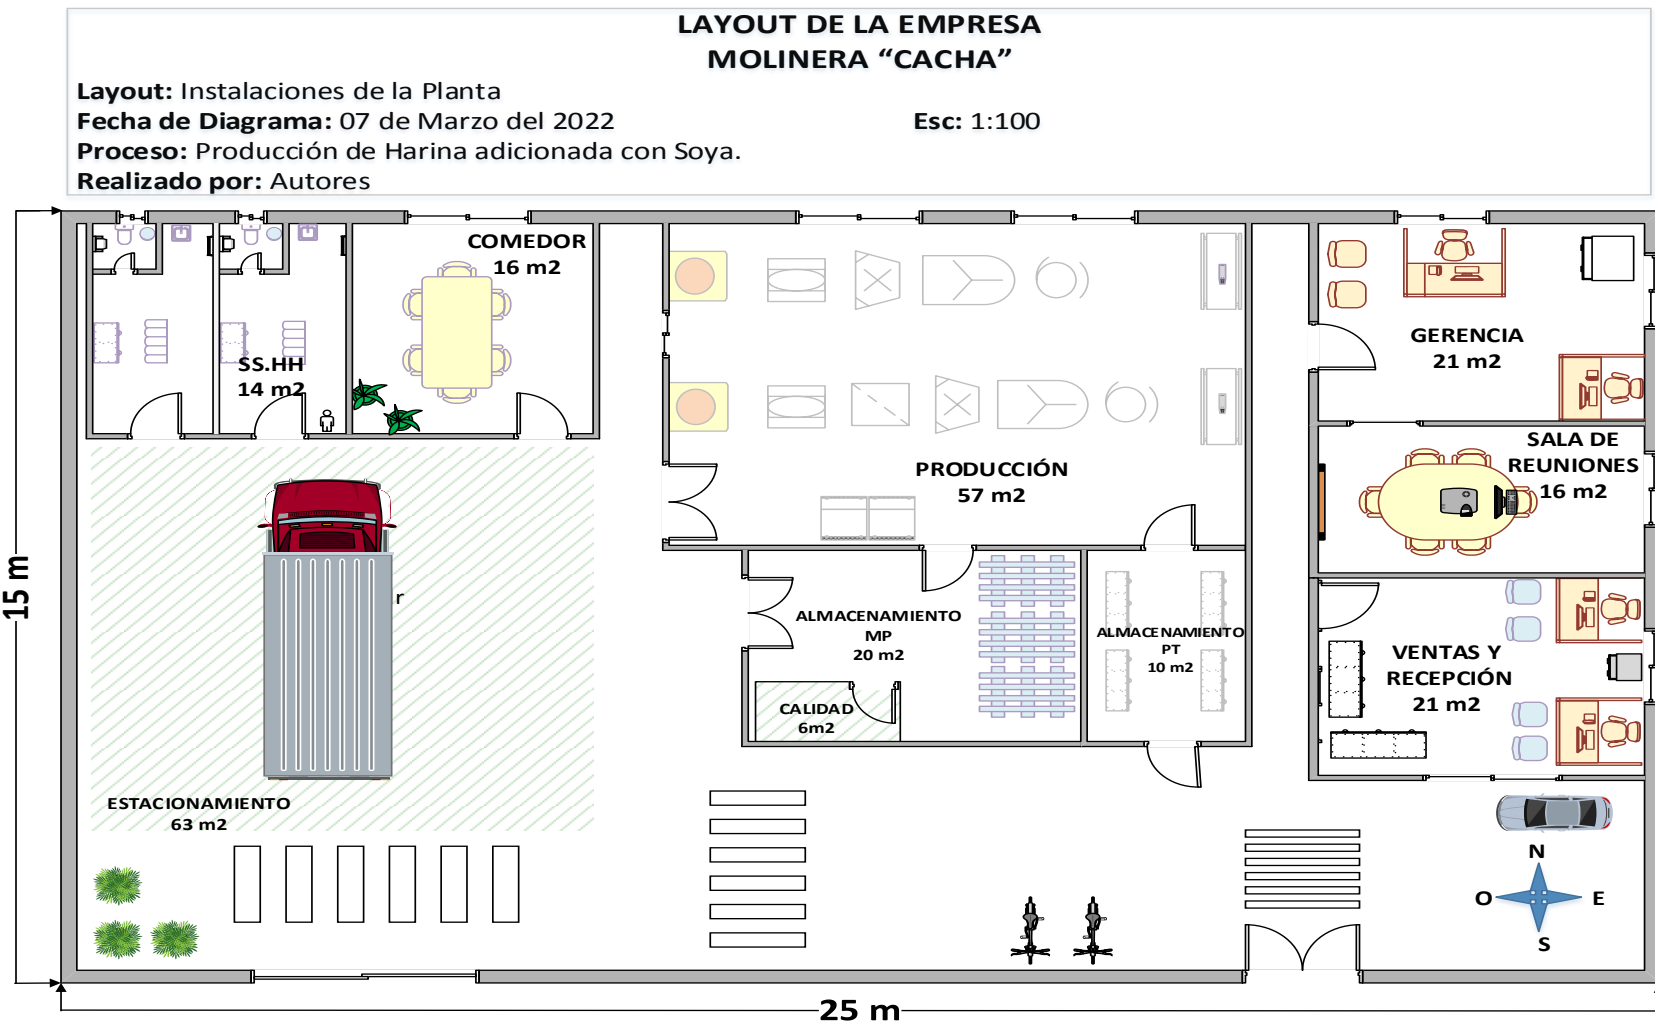 LAYOUT DE LA EMPRESA
MOLINERA “CACHA”
Layout: Instalaciones de la Planta
Fecha de Diagrama: 07 de Marzo del 2022
Esc: 1:100
Proceso: Producción de Harina adicionada con Soya.
Realizado por: Autores
COMEDOR
16 m2
SS.HH
14 m2
GERENCIA
21 m2
PRODUCCIÓN
57 m2
SALA DE
REUNIONES
16 m2
15 m
r
ALMACENAMIENTO
MP
20 m2
ALMACENAMIENTO
PT
10 m2
VENTAS Y
RECEPCIÓN
21 m2
CALIDAD
6m2
ESTACIONAMIENTO
63 m2
N
O
E
S
25 m